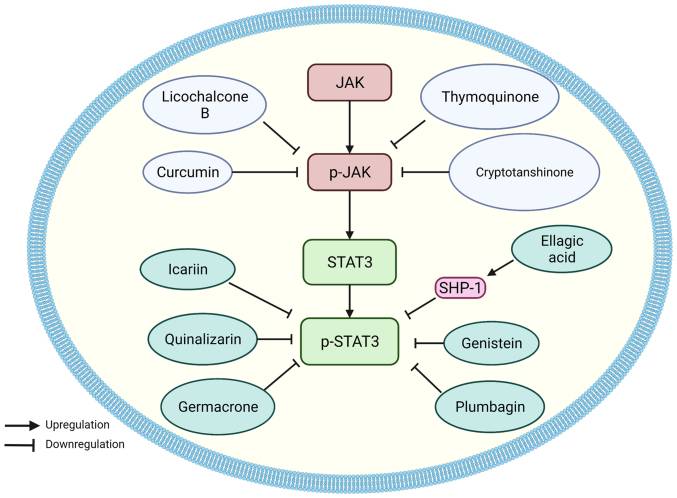 JAK
Licochalcone
B
Thymoquinone
Curcumin
p-JAK
Cryptotanshinone
Ellagic
acid
STAT3
Icariin
SHP-1
Quinalizarin
p-STAT3
Genistein
Germacrone
Plumbagin
Upregulation
Downregulation